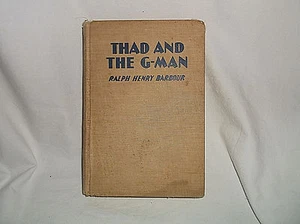 THAD AND
THE G-MAN
RALPH HENRY BARBOUR